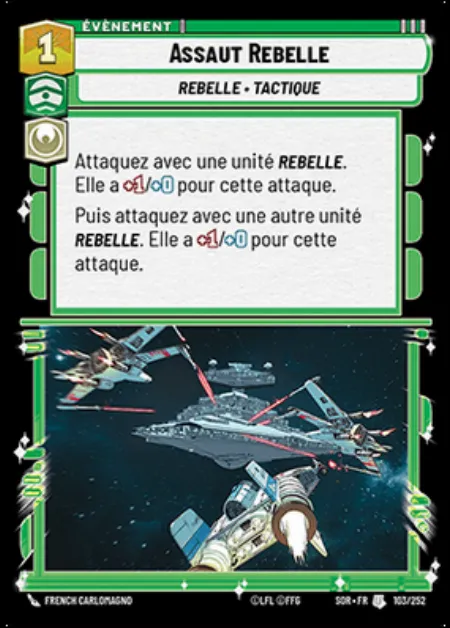 1
ÉVÈNEMENT
ASSAUT REBELLE
REBELLE • TACTIQUE
Attaquez avec une unité REBELLE.
Elle a +1/+0 pour cette attaque.
Puis attaquez avec une autre unité
REBELLE. Elle a +1/+0 pour cette
attaque.
FRENCH CARLOMAGNO
©LFL ©FFG
SOR • FR
103/252